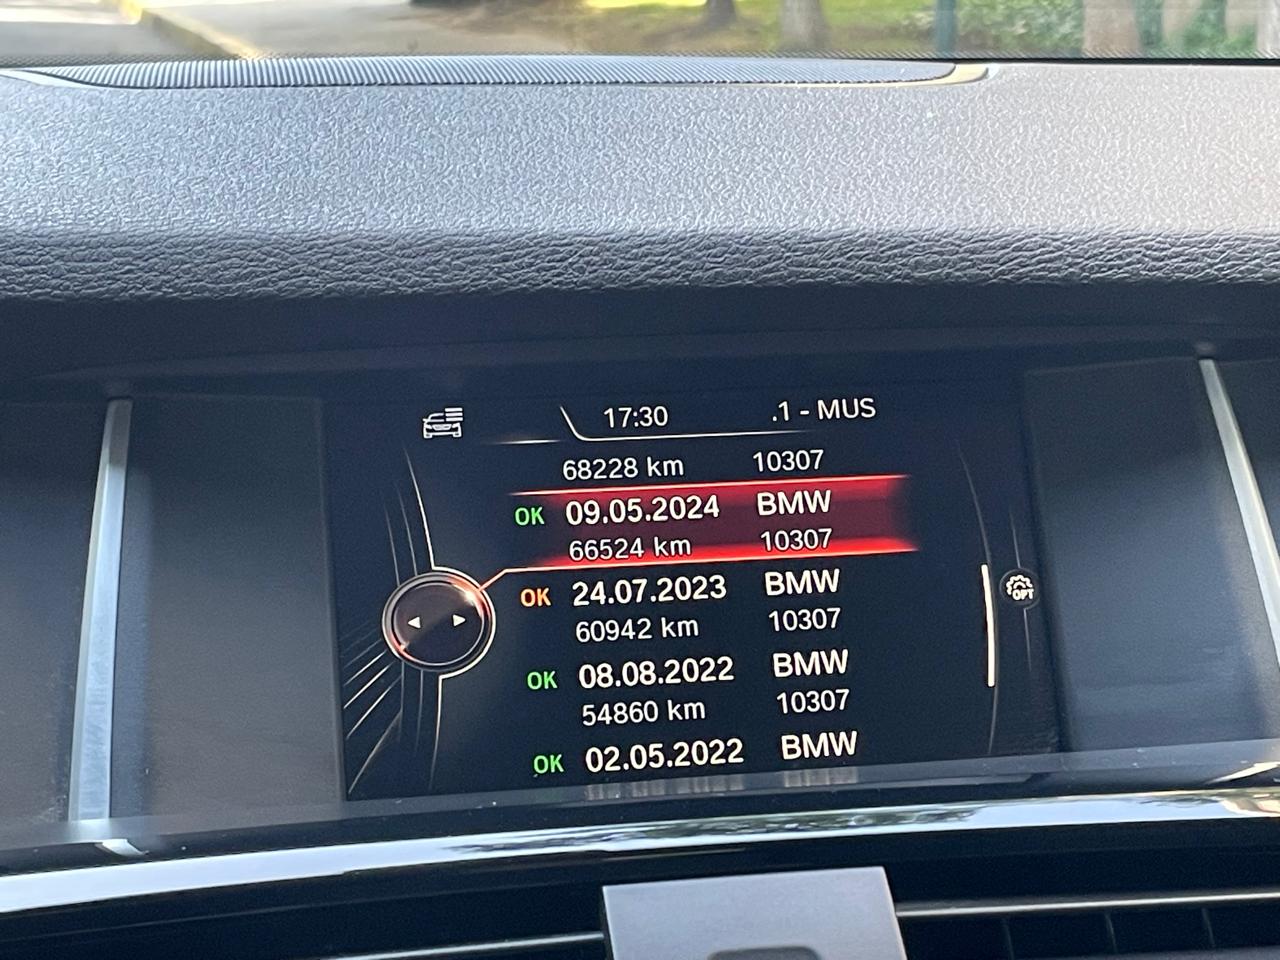 17:30 .1 - MUS
68228 km 10307
OK 09.05.2024 BMW
66524 km 10307
OK 24.07.2023 BMW
60942 km 10307
OPT
OK 08.08.2022 BMW
54860 km 10307
OK 02.05.2022 BMW